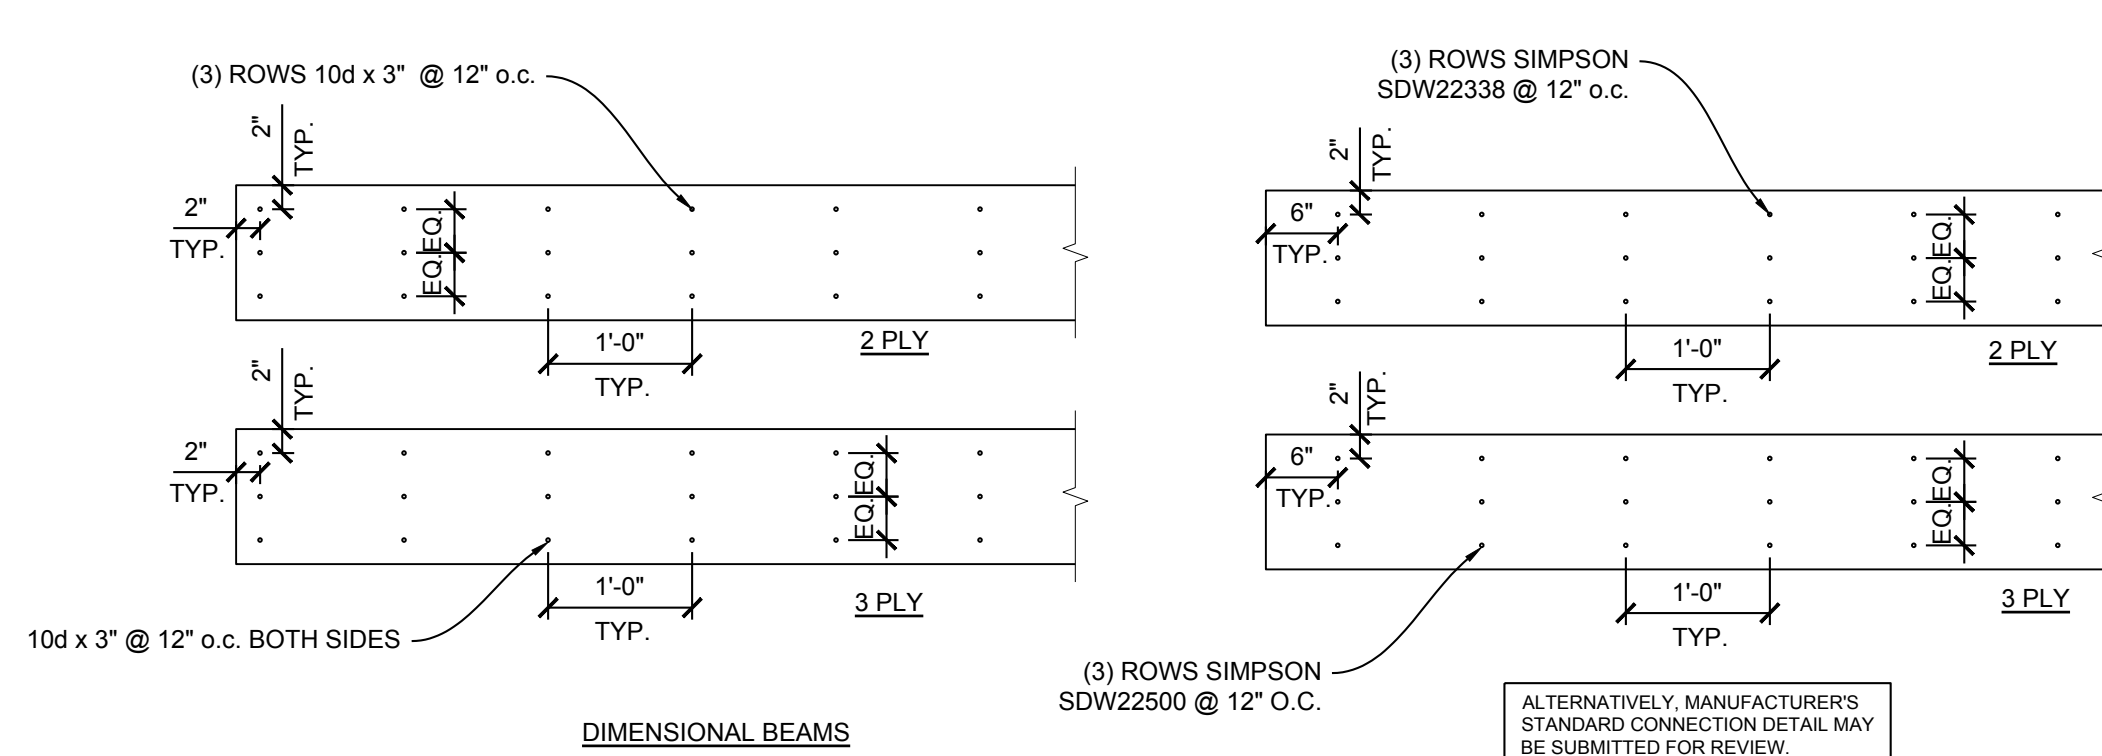 (3) ROWS 10d x 3" @ 12" o.c.
2"
TYP.
2"
TYP.
EQ.
EQ.
1'-0"
TYP.
2 PLY
2"
TYP.
2"
TYP.
EQ.
EQ.
1'-0"
TYP.
3 PLY
10d x 3" @ 12" o.c. BOTH SIDES
DIMENSIONAL BEAMS
(3) ROWS SIMPSON
SDW22338 @ 12" o.c.
2"
TYP.
6"
TYP.
EQ.
EQ.
1'-0"
TYP.
2 PLY
2"
TYP.
6"
TYP.
EQ.
EQ.
1'-0"
TYP.
3 PLY
(3) ROWS SIMPSON
SDW22500 @ 12" O.C.
ALTERNATIVELY, MANUFACTURER'S
STANDARD CONNECTION DETAIL MAY
BE SUBMITTED FOR REVIEW.